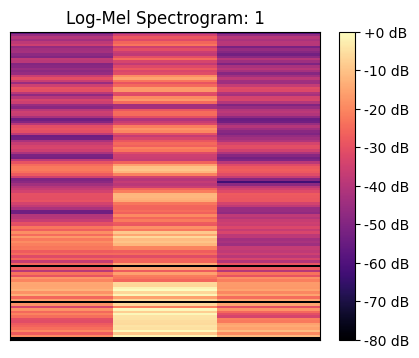 Log-Mel Spectrogram: 1
+0 dB
-10 dB
-20 dB
-30 dB
-40 dB
-50 dB
-60 dB
-70 dB
-80 dB